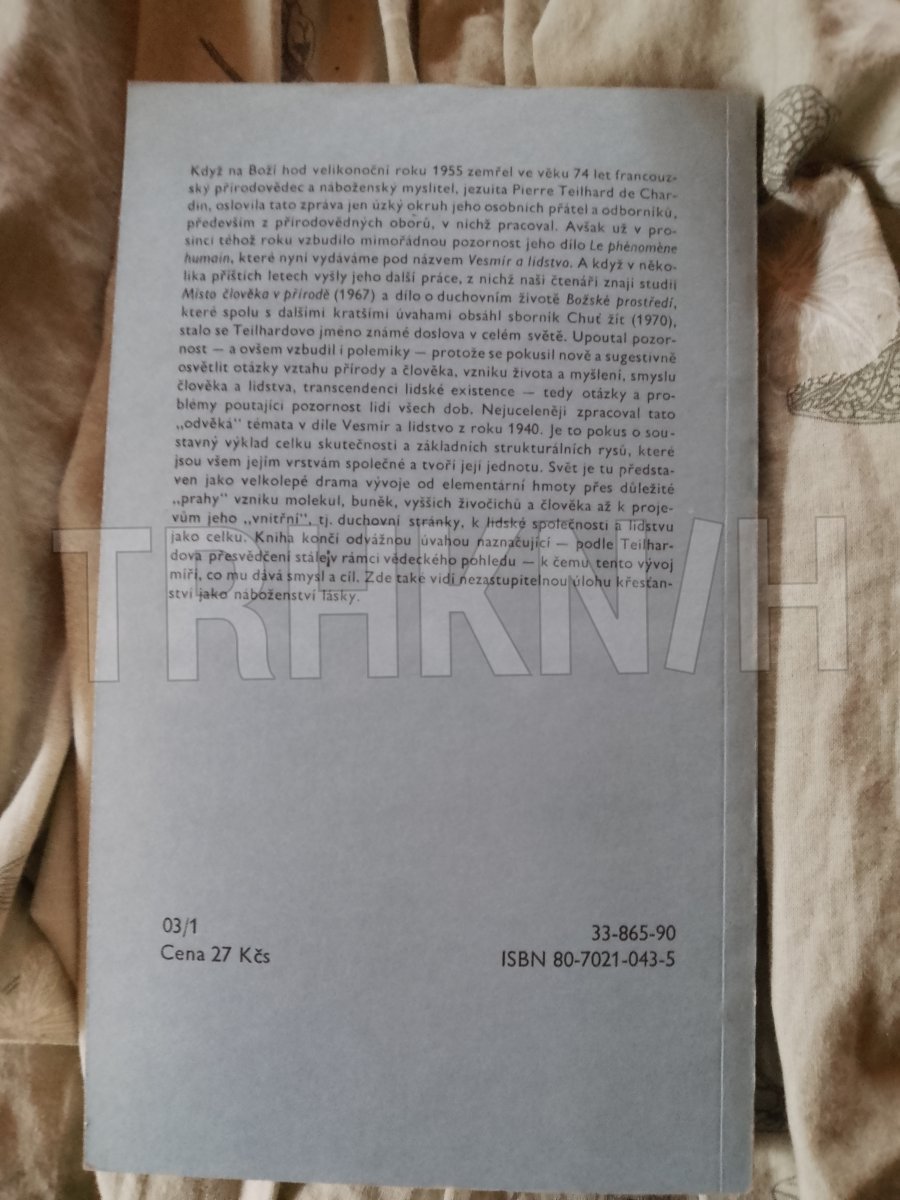 Když na Boží hod velikonoční roku 1955 zemřel ve věku 74 let francouz-
ský přírodovědec a náboženský myslitel, jezuita Pierre Teilhard de Char-
din, oslovila tato zpráva jen úzký okruh jeho osobních přátel a odborníků,
především z přírodovědných oborů, v nichž pracoval. Avšak už v pro-
sinci téhož roku vzbudilo mimořádnou pozornost jeho dílo Le phénomène
humain, které nyní vydáváme pod názvem Vesmír a lidstvo. A když v něko-
lika příštích letech vyšly jeho další práce, z nichž naši čtenáři znají studii
Místo člověka v přírodě (1967) a dílo o duchovním životě Božské prostředí,
které spolu s dalšími kratšími úvahami obsáhl sborník Chuť žít (1970),
stalo se Teilhardovo jméno známé doslova v celém světě. Upoutal pozor-
nost — a ovšem vzbudil i polemiky — protože se pokusil nově a sugestivně
osvětlit otázky vztahu přírody a člověka, vzniku života a myšlení, smyslu
člověka a lidstva, transcendenci lidské existence — tedy otázky a pro-
blémy poutající pozornost lidí všech dob. Nejuceleněji zpracoval tato
„odvěká“ témata v díle Vesmír a lidstvo z roku 1940. Je to pokus o sou-
stavný výklad celku skutečnosti a základních strukturálních rysů, které
jsou všem jejím vrstvám společné a tvoří její jednotu. Svět je tu předsta-
ven jako velkolepé drama vývoje od elementární hmoty přes důležité
„prahy“ vzniku molekul, buněk, vyšších živočichů a člověka až k proje-
vům jeho „vnitřní“, tj. duchovní stránky, k lidské společnosti a lidstvu
jako celku. Kniha končí odvážnou úvahou naznačující — podle Teilhar-
dova přesvědčení stále v rámci vědeckého pohledu — k čemu tento vývoj
míří, co mu dává smysl a cíl. Zde také vidí nezastupitelnou úlohu křesťan-
ství jako náboženství lásky.
TRHKNIH
03/1
Cena 27 Kčs
33-865-90
ISBN 80-7021-043-5